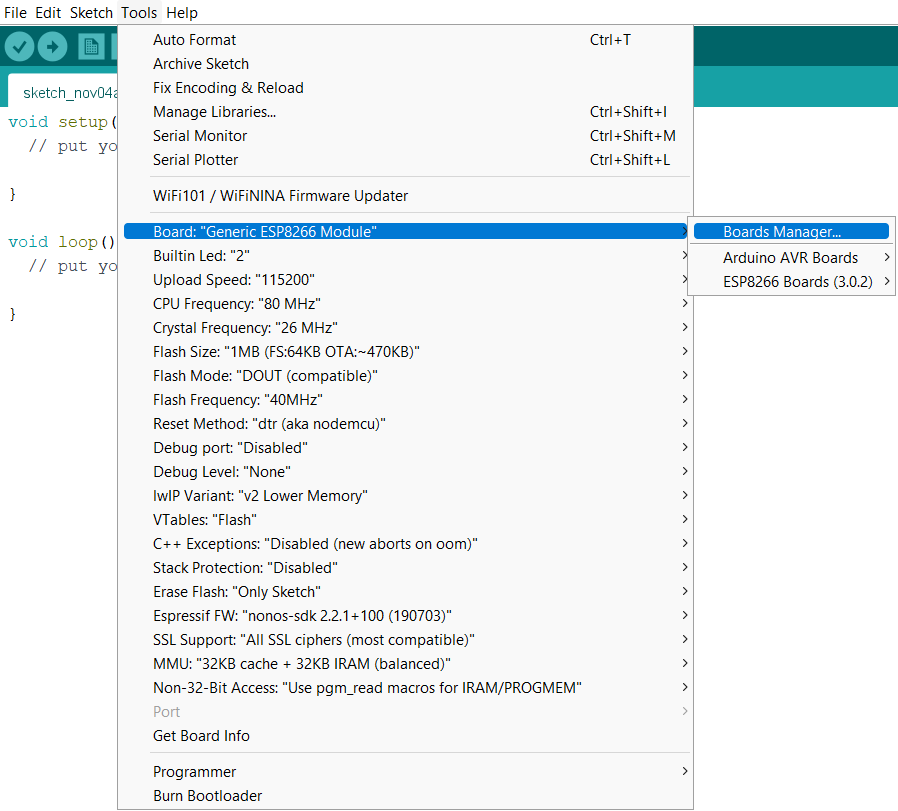 File Edit Sketch Tools Help
Auto Format Ctrl+T
Archive Sketch
Fix Encoding & Reload
Manage Libraries... Ctrl+Shift+I
Serial Monitor Ctrl+Shift+M
Serial Plotter Ctrl+Shift+L
WiFi101 / WiFiNINA Firmware Updater
Board: "Generic ESP8266 Module"
Builtin Led: "2"
Upload Speed: "115200"
CPU Frequency: "80 MHz"
Crystal Frequency: "26 MHz"
Flash Size: "1MB (FS:64KB OTA:~470KB)"
Flash Mode: "DOUT (compatible)"
Flash Frequency: "40MHz"
Reset Method: "dtr (aka nodemcu)"
Debug port: "Disabled"
Debug Level: "None"
lwIP Variant: "v2 Lower Memory"
VTables: "Flash"
C++ Exceptions: "Disabled (new aborts on oom)"
Stack Protection: "Disabled"
Erase Flash: "Only Sketch"
Espressif FW: "nonos-sdk 2.2.1+100 (190703)"
SSL Support: "All SSL ciphers (most compatible)"
MMU: "32KB cache + 32KB IRAM (balanced)"
Non-32-Bit Access: "Use pgm_read macros for IRAM/PROGMEM"
Port
Get Board Info
Programmer
Burn Bootloader
Boards Manager...
Arduino AVR Boards
ESP8266 Boards (3.0.2)
sketch_nov04a
void setup(
// put yo
}
void loop()
// put yo
}